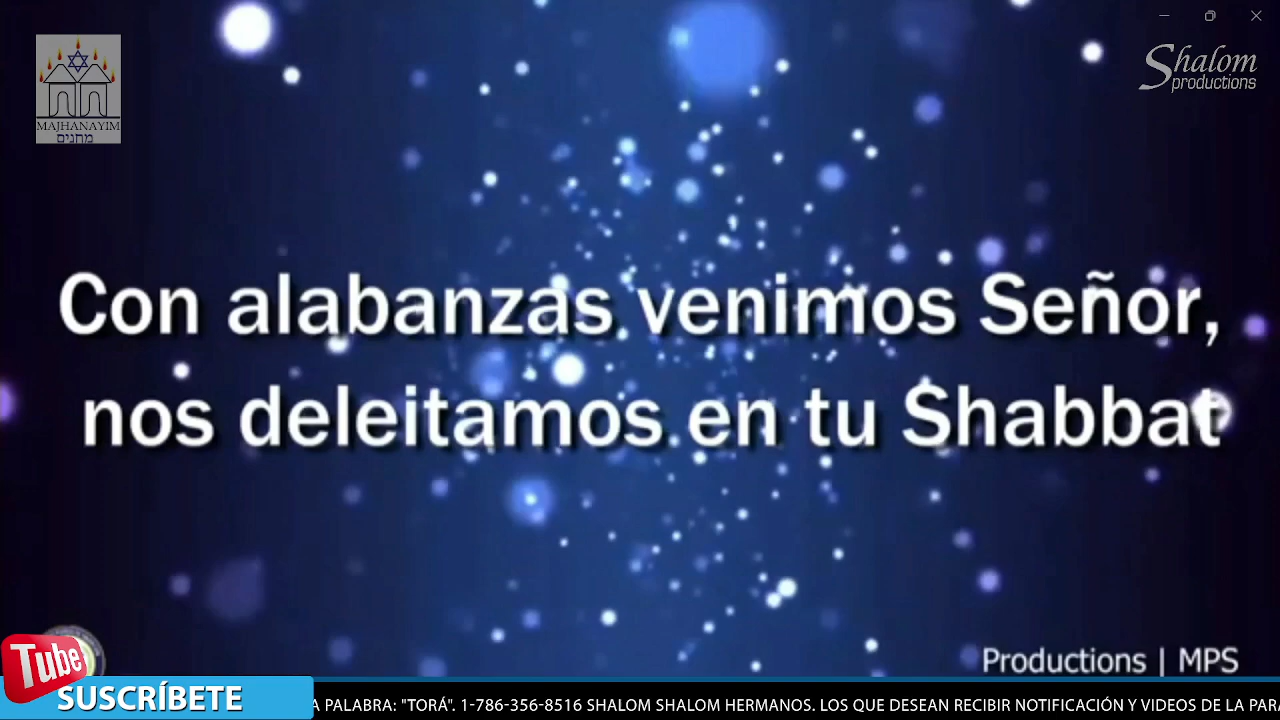 Shalom
productions
MAJHANAYIM
מחנים
Con alabanzas venimos Señor,
nos deleitamos en tu Shabbat
Productions | MPS
Tube
SUSCRÍBETE
A PALABRA: "TORÁ". 1-786-356-8516 SHALOM SHALOM HERMANOS. LOS QUE DESEAN RECIBIR NOTIFICACIÓN Y VIDEOS DE LA PARA